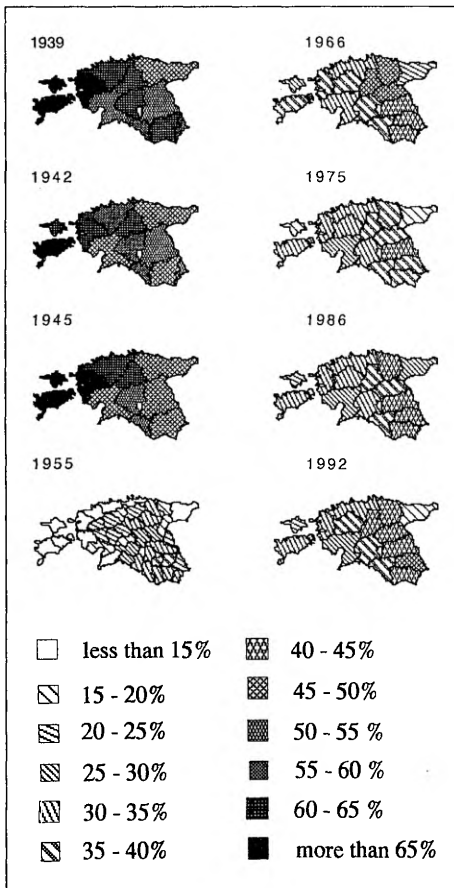 1939
1966
1942
1975
1945
1986
1955
1992
less than 15%
40 - 45%
15 - 20%
45 - 50%
20 - 25%
50 - 55 %
25 - 30%
55 - 60 %
30 - 35%
60 - 65 %
35 - 40%
more than 65%